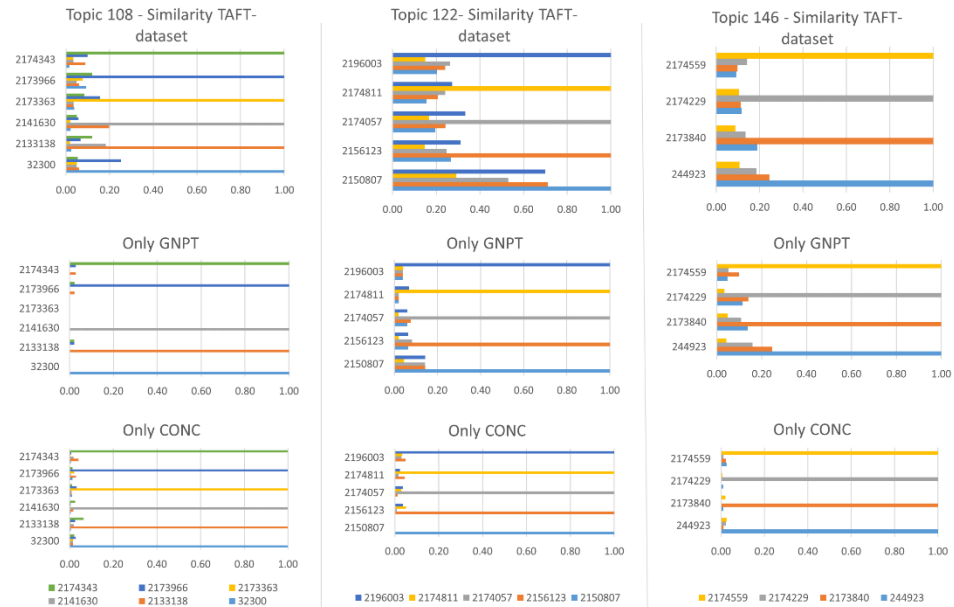 Topic 108 - Similarity TAFT-
dataset
2174343
2173966
2173363
2141630
2133138
32300
0.00 0.20 0.40 0.60 0.80 1.00
Only GNPT
2174343
2173966
2173363
2141630
2133138
32300
0.00 0.20 0.40 0.60 0.80 1.00
Only CONC
2174343
2173966
2173363
2141630
2133138
32300
0.00 0.20 0.40 0.60 0.80 1.00
2174343 2173966 2173363
2141630 2133138 32300
Topic 122- Similarity TAFT-
dataset
2196003
2174811
2174057
2156123
2150807
0.00 0.20 0.40 0.60 0.80 1.00
Only GNPT
2196003
2174811
2174057
2156123
2150807
0.00 0.20 0.40 0.60 0.80 1.00
Only CONC
2196003
2174811
2174057
2156123
2150807
0.00 0.20 0.40 0.60 0.80 1.00
2196003 2174811 2174057 2156123 2150807
Topic 146 - Similarity TAFT-
dataset
2174559
2174229
2173840
244923
0.00 0.20 0.40 0.60 0.80 1.00
Only GNPT
2174559
2174229
2173840
244923
0.00 0.20 0.40 0.60 0.80 1.00
Only CONC
2174559
2174229
2173840
244923
0.00 0.20 0.40 0.60 0.80 1.00
2174559 2174229 2173840 244923